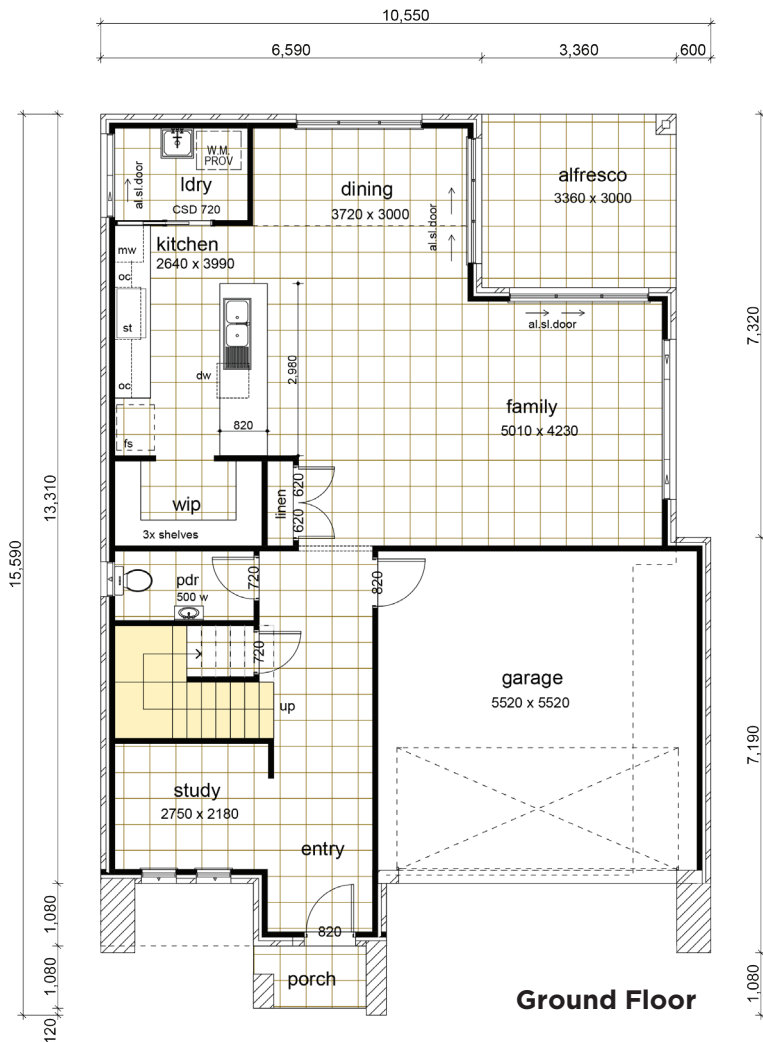 10,550
6,590
3,360
600
W.M.
PROV
ldry
CSD 720
al.sl.door
dining
3720 x 3000
al.sl.door
alfresco
3360 x 3000
kitchen
2640 x 3990
mw
oc
st
oc
fs
dw
820
2,980
al.sl.door
family
5010 x 4230
7,320
wip
3x shelves
linen
620
620
13,310
15,590
pdr
500 w
720
820
720
up
garage
5520 x 5520
7,190
study
2750 x 2180
entry
820
porch
1,080
1,080
120
1,080
Ground Floor